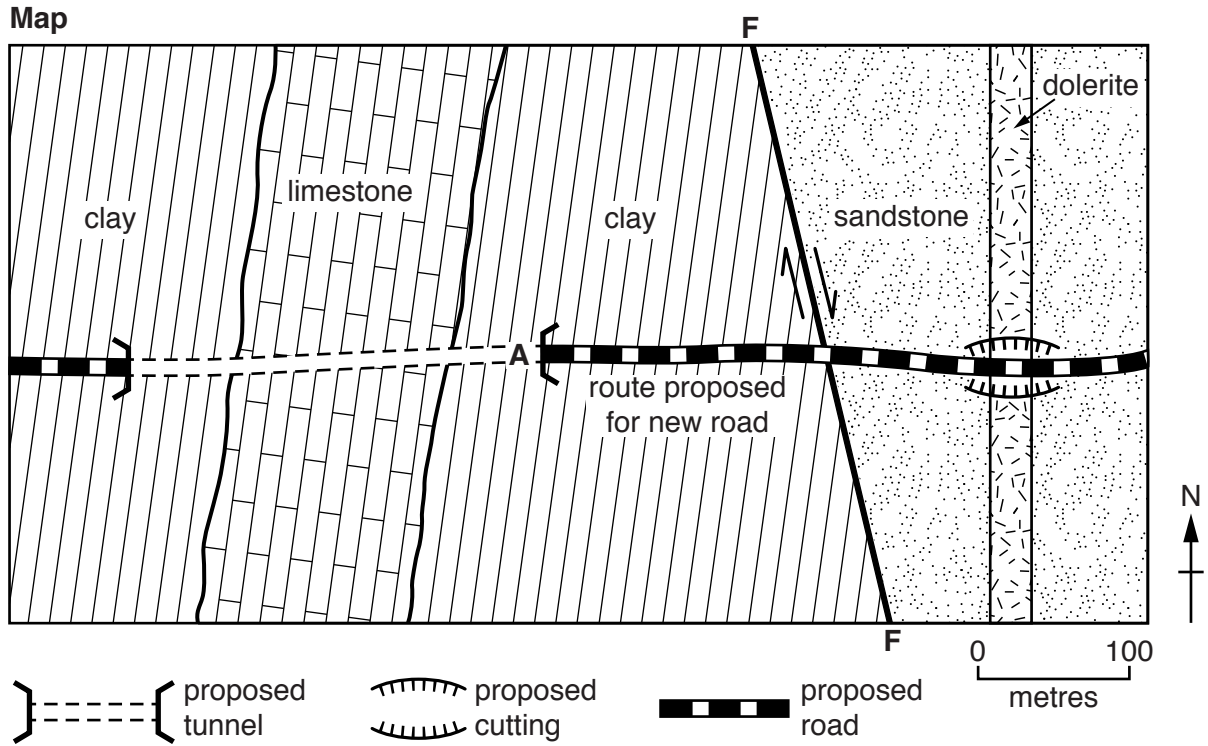 Map
F
dolerite
limestone
clay
clay
sandstone
A
route proposed
for new road
N
F
0 100
metres
proposed
tunnel
proposed
cutting
proposed
road